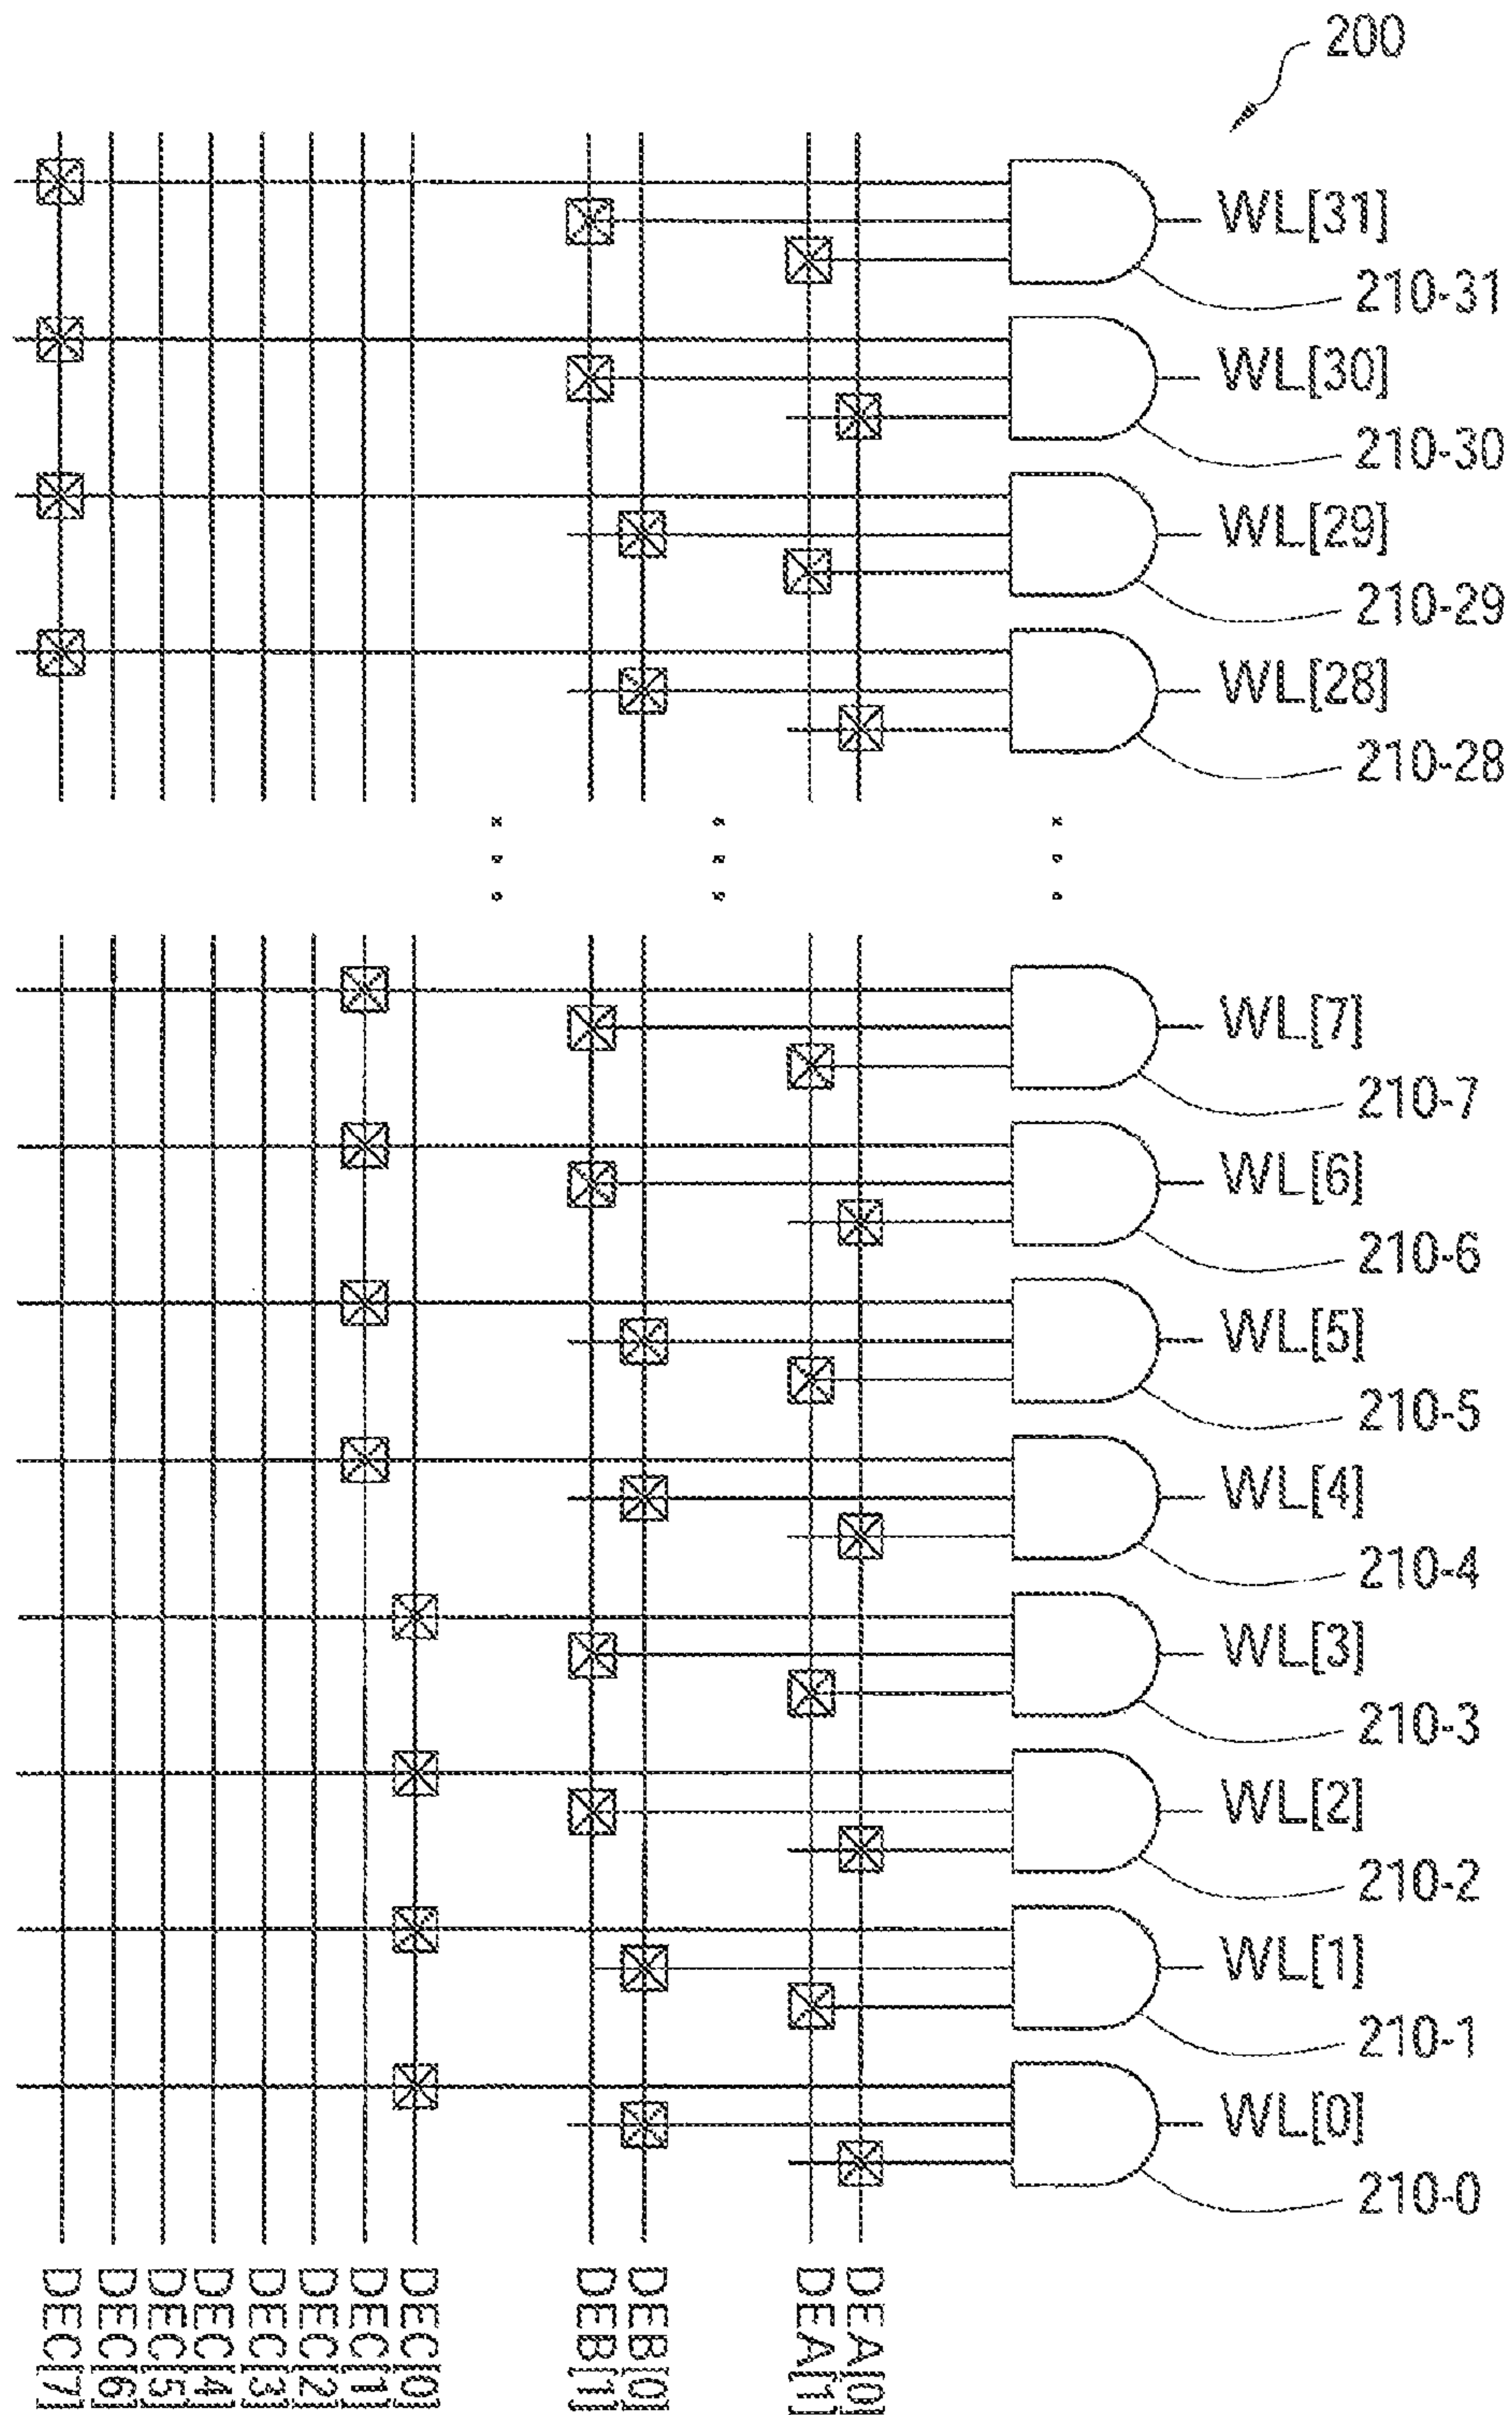 200
WL[31]
210-31
WL[30]
210-30
WL[29]
210-29
WL[28]
210-28
WL[7]
210-7
WL[6]
210-6
WL[5]
210-5
WL[4]
210-4
WL[3]
210-3
WL[2]
210-2
WL[1]
210-1
WL[0]
210-0
DEC[7]
DEC[6]
DEC[5]
DEC[4]
DEC[3]
DEC[2]
DEC[1]
DEC[0]
DEB[1]
DEB[0]
DEA[1]
DEA[0]